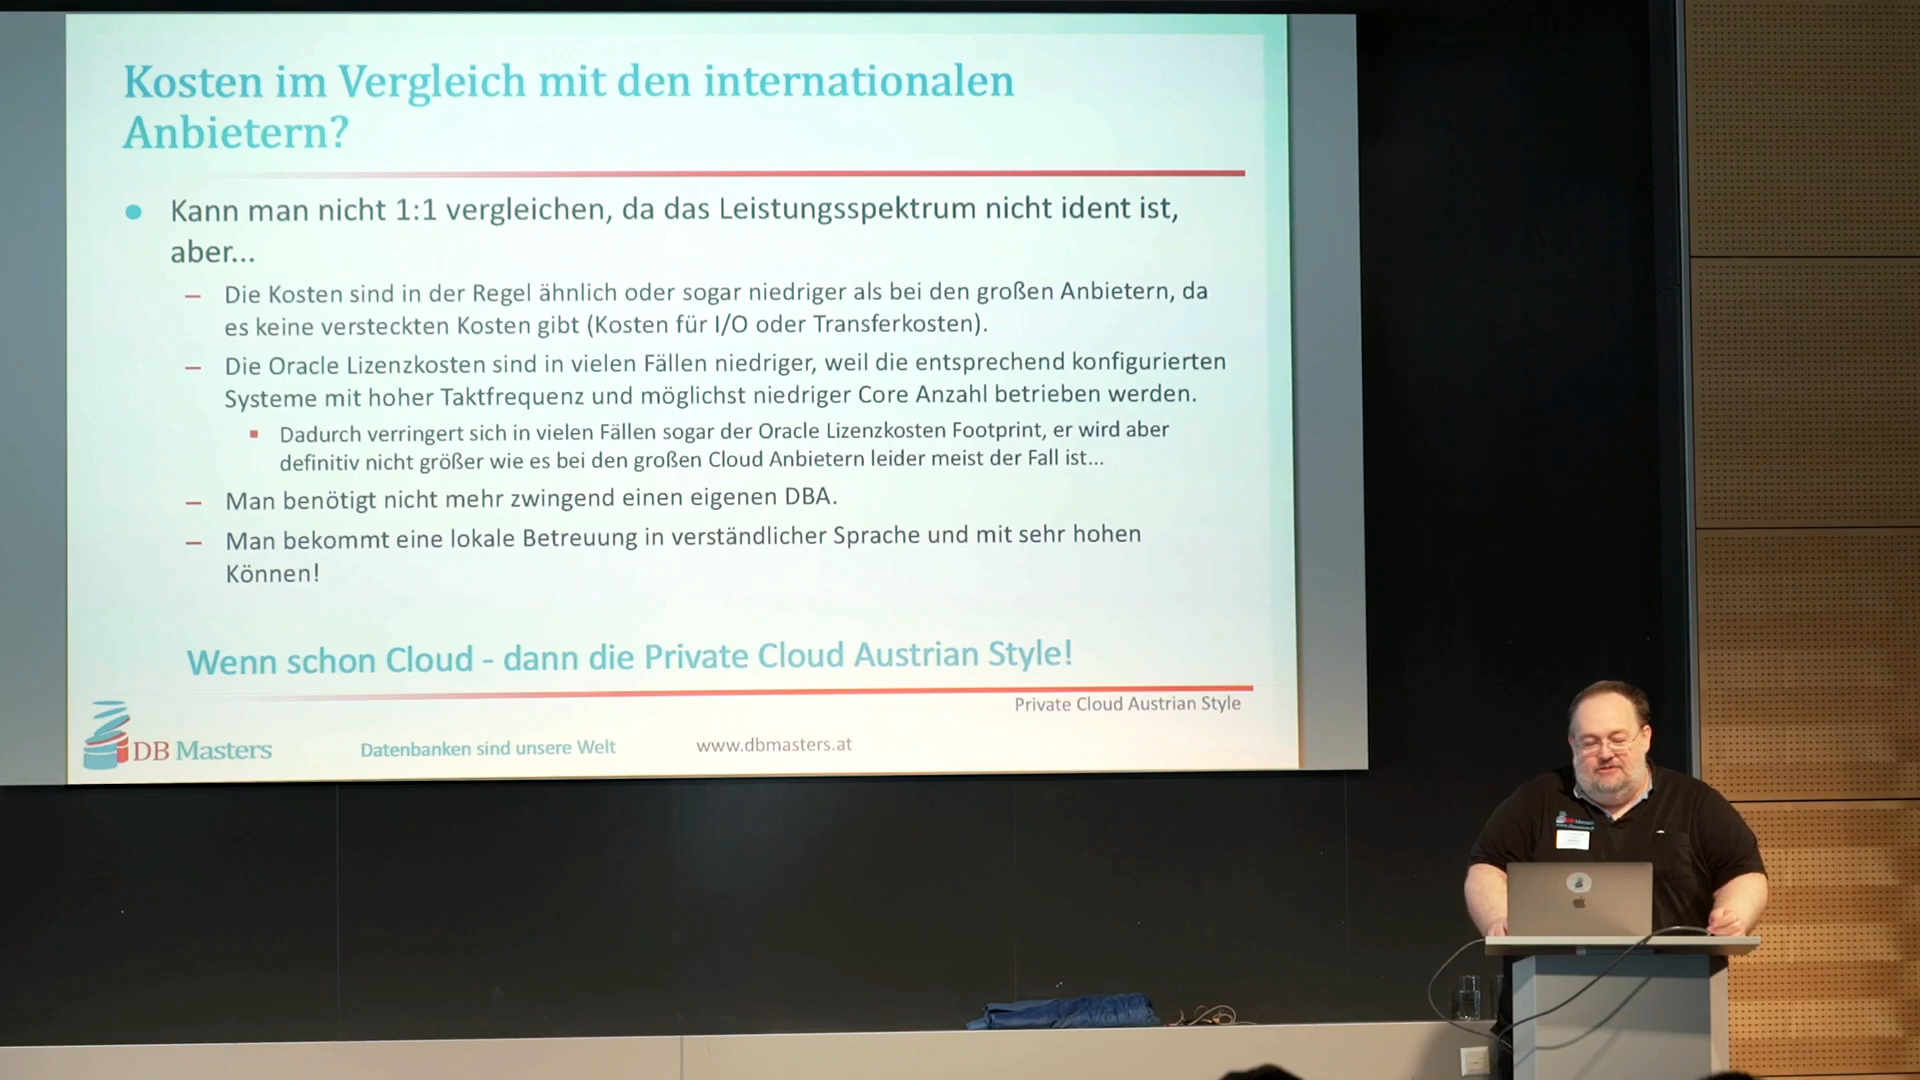 Kosten im Vergleich mit den internationalen
Anbietern?
Kann man nicht 1:1 vergleichen, da das Leistungsspektrum nicht ident ist,
aber...
Die Kosten sind in der Regel ähnlich oder sogar niedriger als bei den großen Anbietern, da
es keine versteckten Kosten gibt (Kosten für I/O oder Transferkosten).
Die Oracle Lizenzkosten sind in vielen Fällen niedriger, weil die entsprechend konfigurierten
Systeme mit hoher Taktfrequenz und möglichst niedriger Core Anzahl betrieben werden.
Dadurch verringert sich in vielen Fällen sogar der Oracle Lizenzkosten Footprint, er wird aber
definitiv nicht größer wie es bei den großen Cloud Anbietern leider meist der Fall ist...
Man benötigt nicht mehr zwingend einen eigenen DBA.
Man bekommt eine lokale Betreuung in verständlicher Sprache und mit sehr hohen
Können!
Wenn schon Cloud - dann die Private Cloud Austrian Style!
Private Cloud Austrian Style
DB Masters
Datenbanken sind unsere Welt
www.dbmasters.at